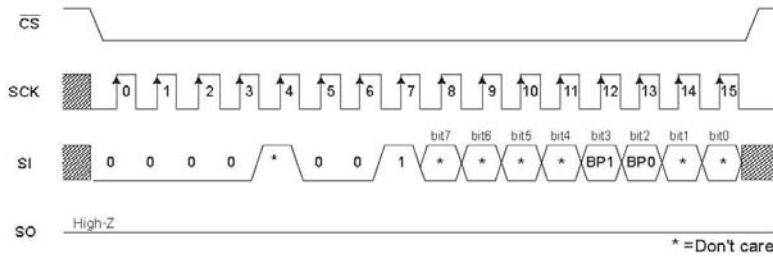 CS
SCK 0 1 2 3 4 5 6 7 8 9 10 11 12 13 14 15
bit7 bit6 bit5 bit4 bit3 bit2 bit1 bit0
SI 0 0 0 0 * 0 0 1 * * * * BP1 BP0 * *
High-Z
SO
* =Don't care